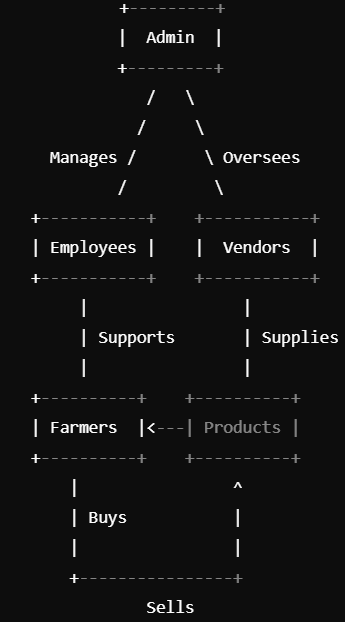 Admin
Manages Oversees
Employees Vendors
Supports Supplies
Farmers Products
Buys
Sells